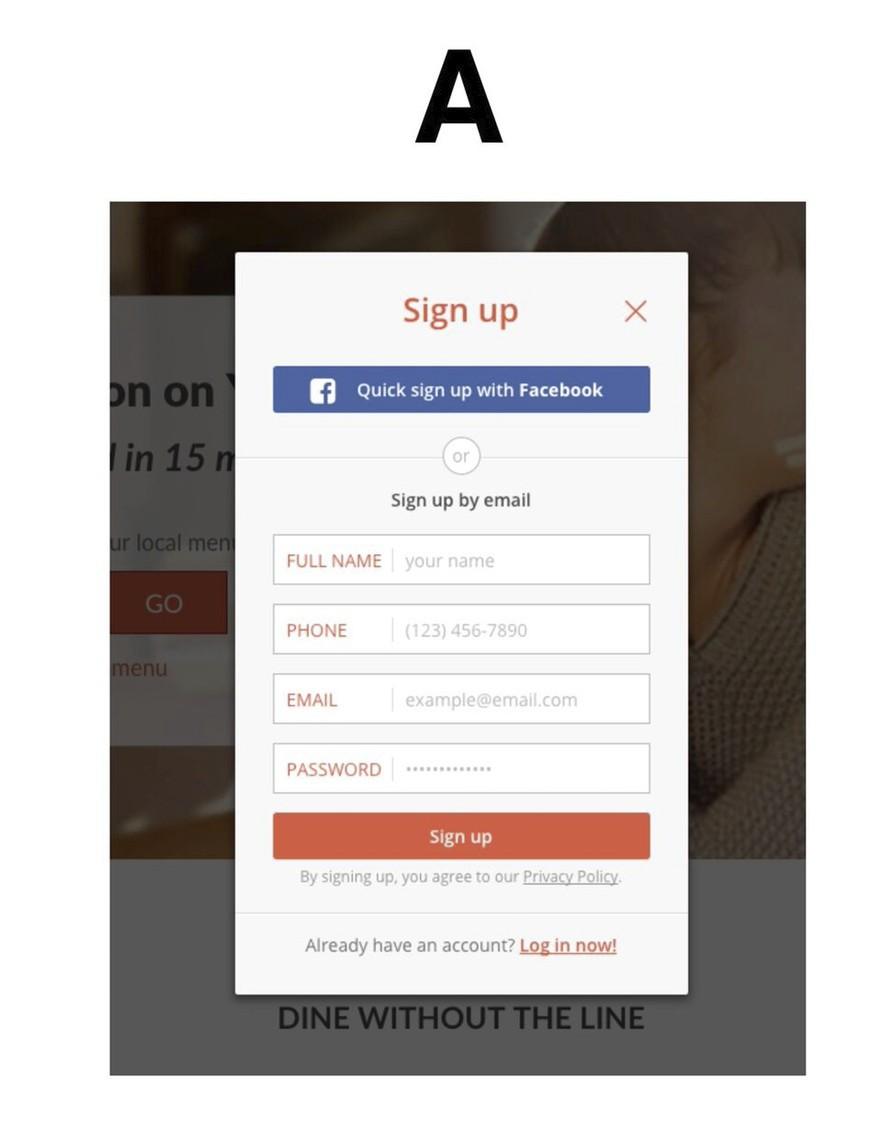 A
Sign up
Quick sign up with Facebook
or
Sign up by email
FULL NAME your name
PHONE (123) 456-7890
EMAIL example@email.com
PASSWORD •••••••••••••
Sign up
By signing up, you agree to our Privacy Policy.
Already have an account? Log in now!
on on
in 15
local
GO
menu
DINE WITHOUT THE LINE